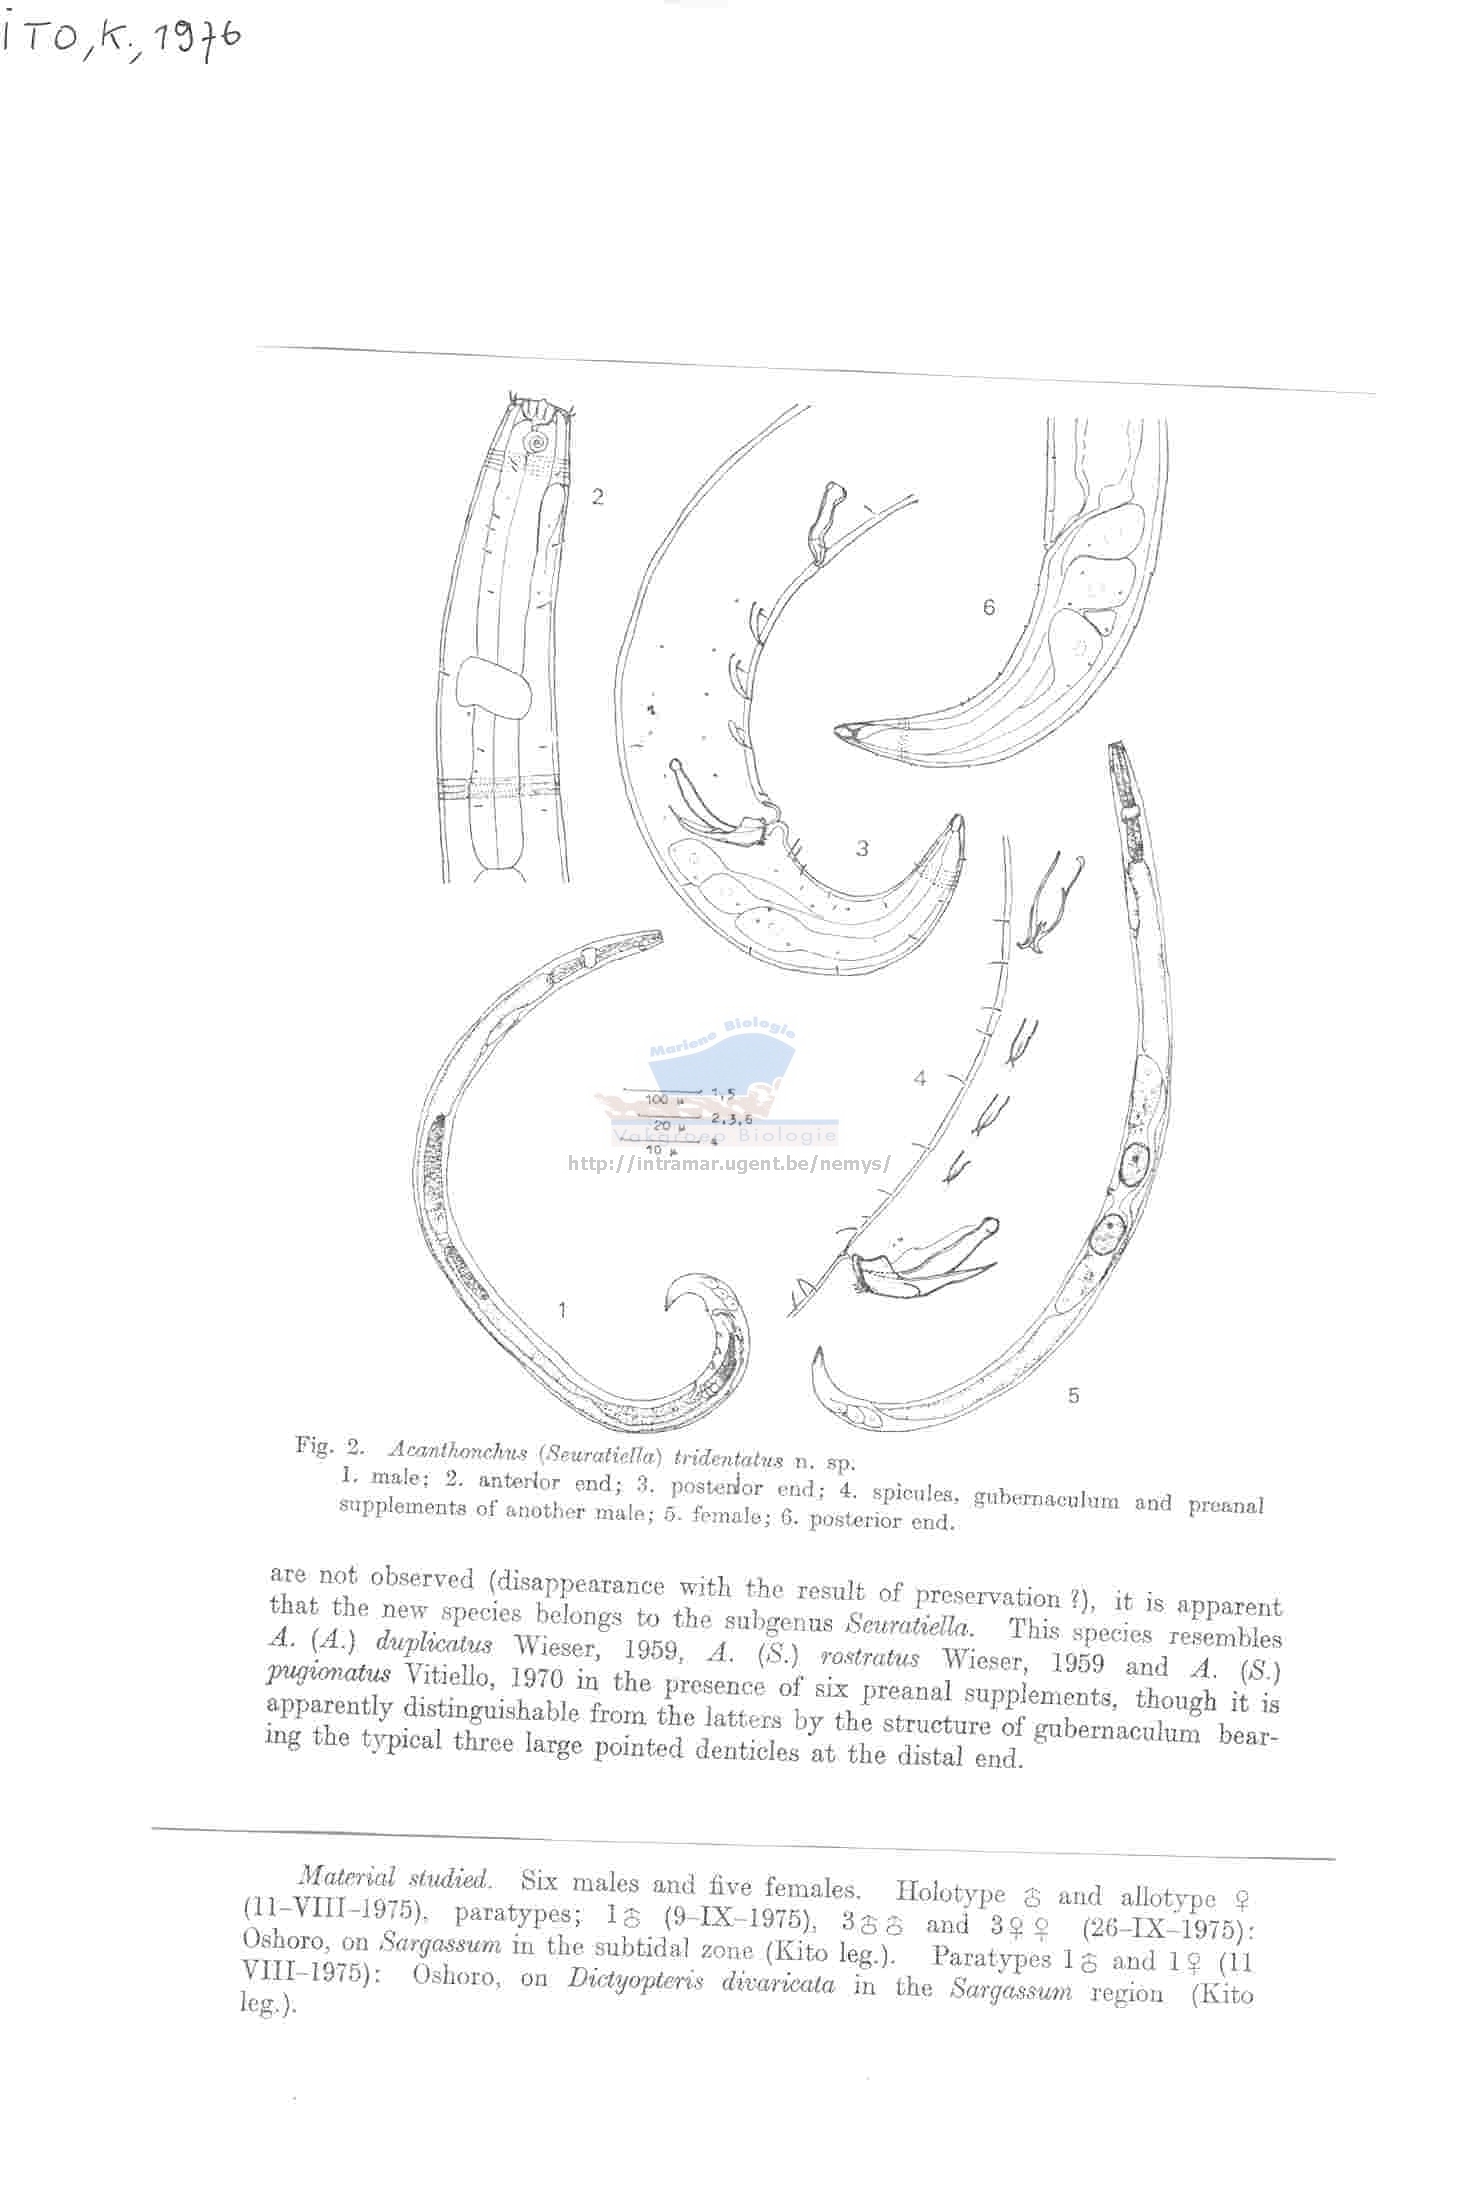 ITO, K., 1976
2
6
3
Mariene Biologie
4
100 μ 1,5
20 μ 2,3,6
10 μ 4
Vakgroep Biologie
http://intramar.ugent.be/nemys/
1
5
Fig. 2. Acanthonchus (Seuratiella) tridentatus n. sp.
1. male; 2. anterior end; 3. posterior end; 4. spicules, gubernaculum and preanal
supplements of another male; 5. female; 6. posterior end.
are not observed (disappearance with the result of preservation ?), it is apparent
that the new species belongs to the subgenus Seuratiella. This species resembles
A. (A.) duplicatus Wieser, 1959, A. (S.) rostratus Wieser, 1959 and A. (S.)
pugionatus Vitiello, 1970 in the presence of six preanal supplements, though it is
apparently distinguishable from the latters by the structure of gubernaculum bear-
ing the typical three large pointed denticles at the distal end.
Material studied. Six males and five females. Holotype ♂ and allotype ♀
(11-VIII-1975), paratypes; 1♂ (9-IX-1975), 3♂♂ and 3♀♀ (26-IX-1975):
Oshoro, on Sargassum in the subtidal zone (Kito leg.). Paratypes 1♂ and 1♀ (11
VIII-1975): Oshoro, on Dictyopteris divaricata in the Sargassum region (Kito
leg.).